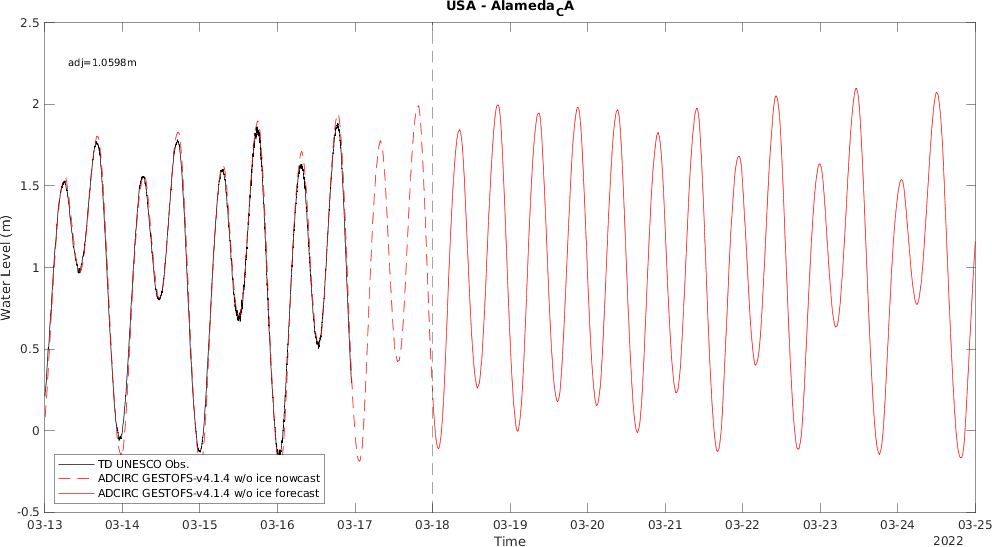 USA - Alameda_CA
adj=1.0598m
2.5
2
1.5
1
0.5
0
-0.5
Water Level (m)
TD UNESCO Obs.
ADCIRC GESTOFS-v4.1.4 w/o ice nowcast
ADCIRC GESTOFS-v4.1.4 w/o ice forecast
03-13 03-14 03-15 03-16 03-17 03-18 03-19 03-20 03-21 03-22 03-23 03-24 03-25
Time
2022